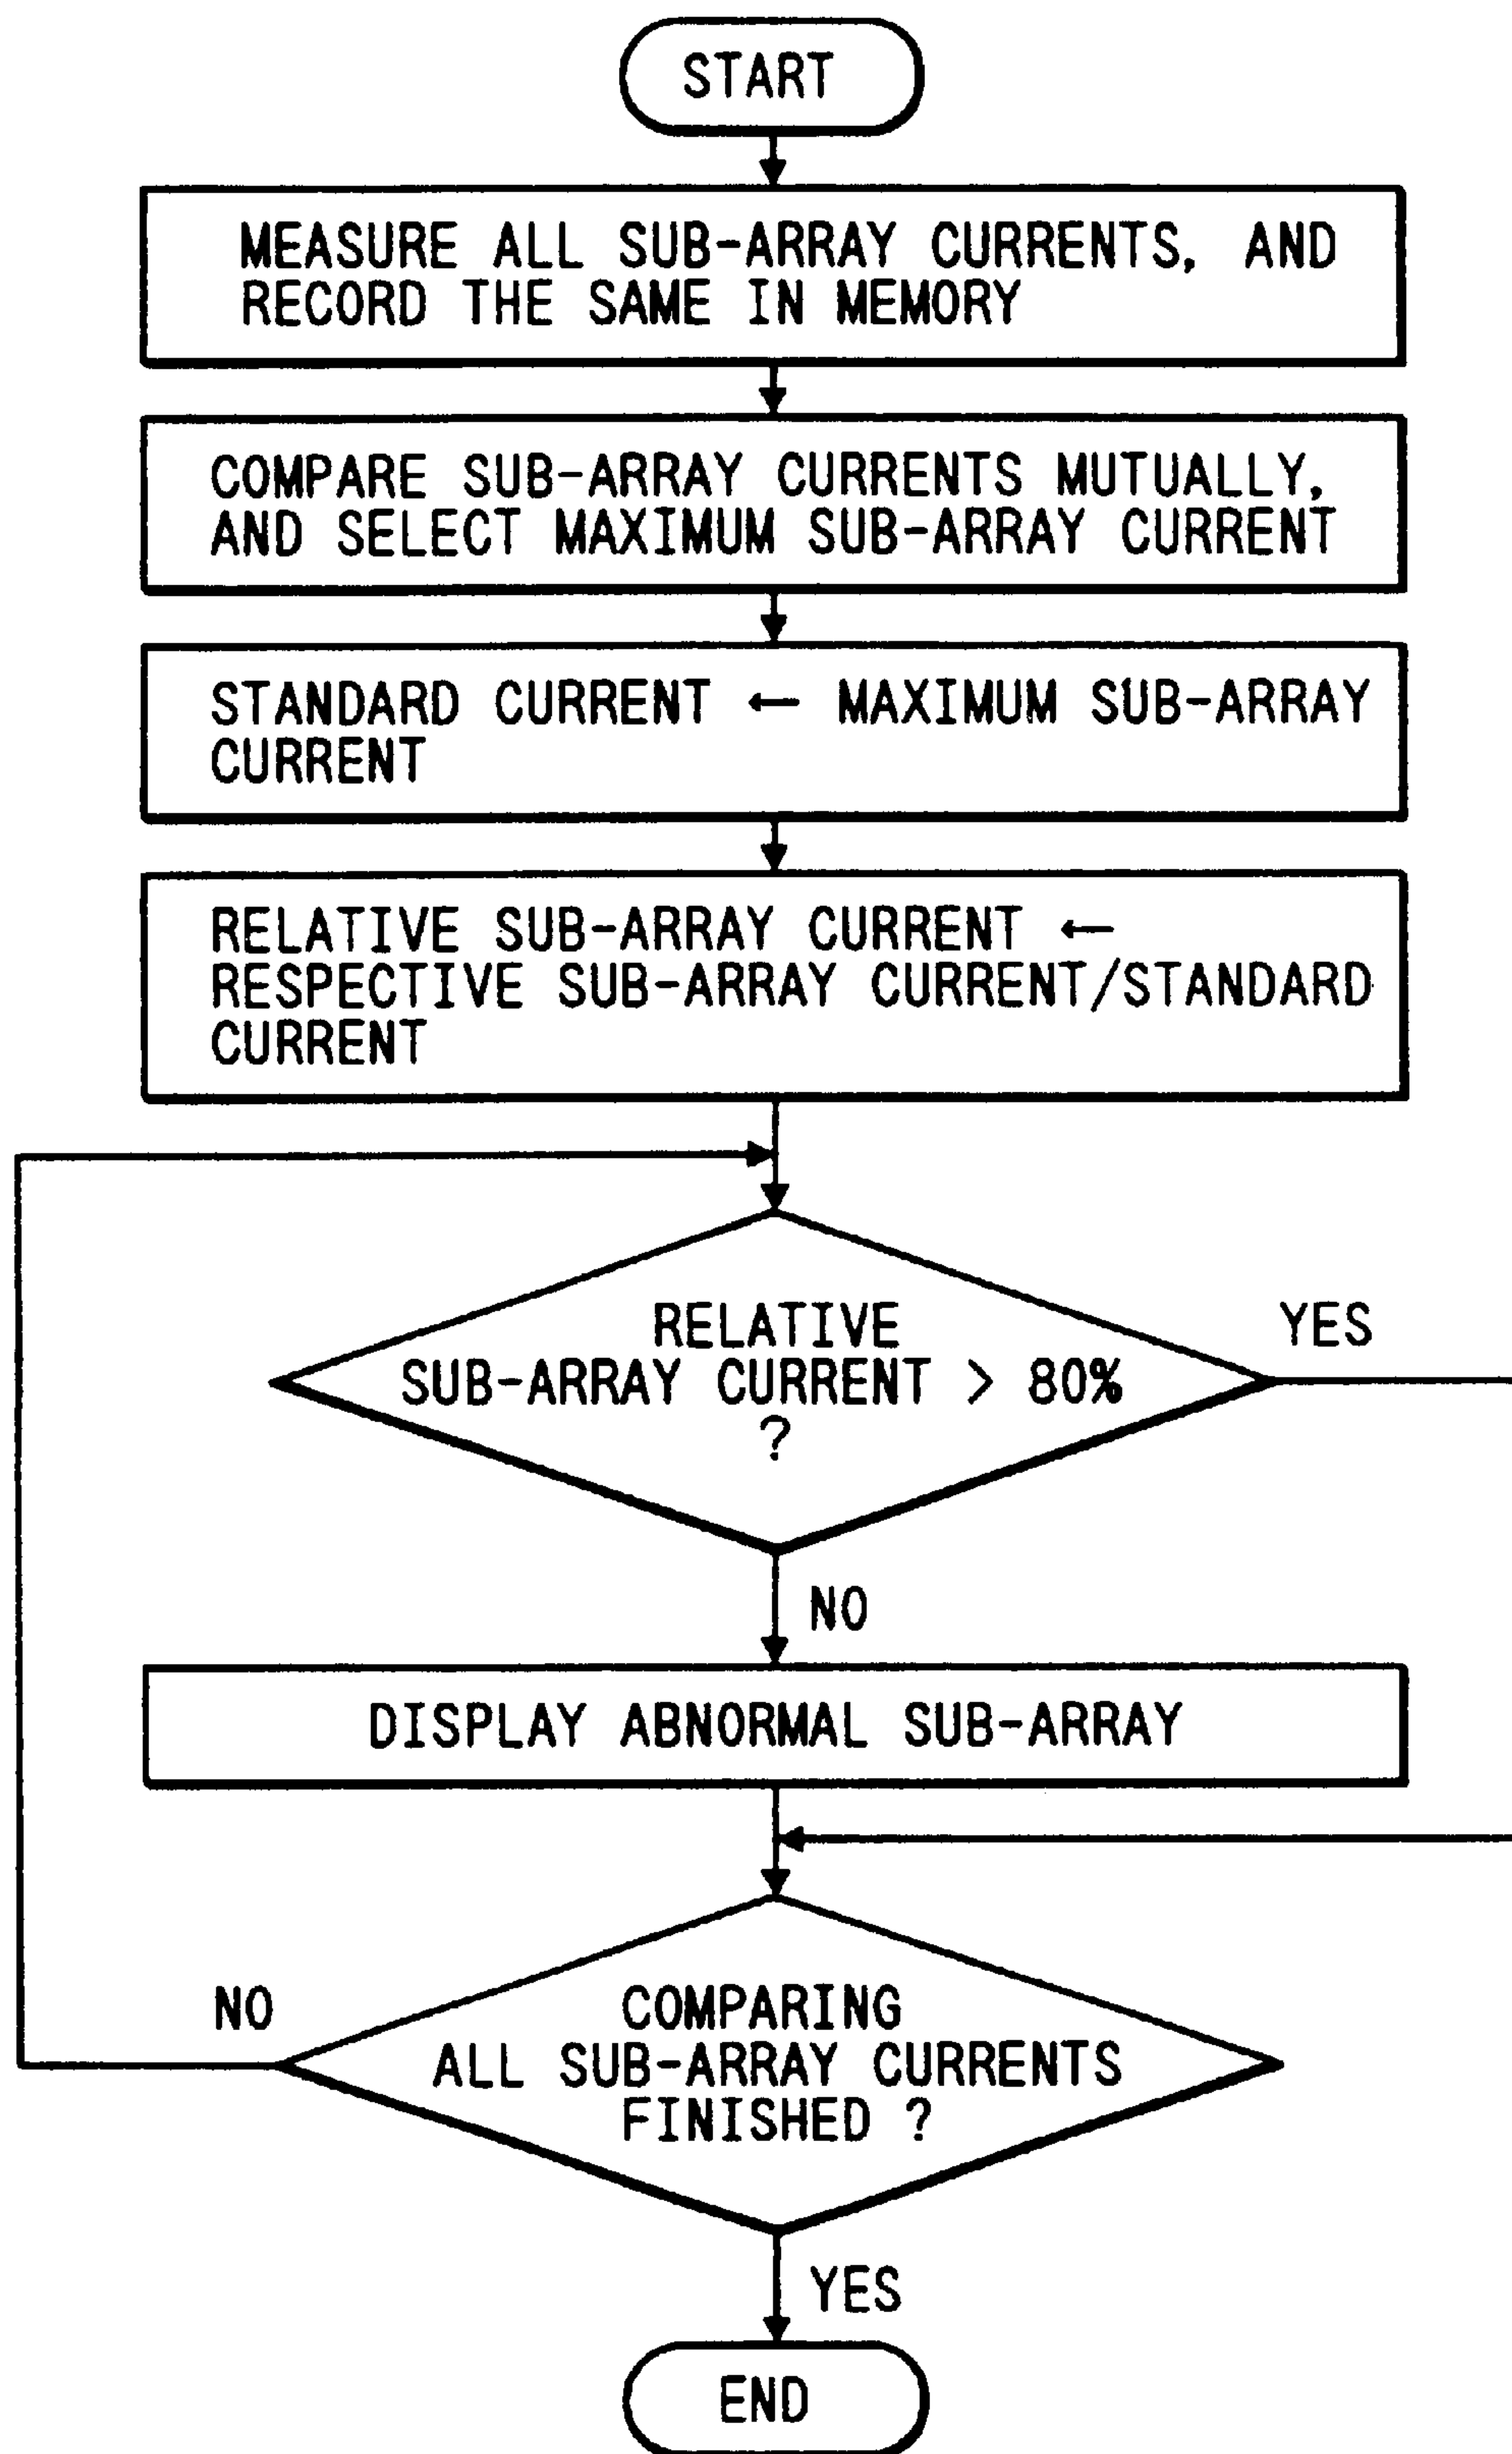 START
MEASURE ALL SUB-ARRAY CURRENTS, AND
RECORD THE SAME IN MEMORY
COMPARE SUB-ARRAY CURRENTS MUTUALLY,
AND SELECT MAXIMUM SUB-ARRAY CURRENT
STANDARD CURRENT ← MAXIMUM SUB-ARRAY
CURRENT
RELATIVE SUB-ARRAY CURRENT ←
RESPECTIVE SUB-ARRAY CURRENT/STANDARD
CURRENT
RELATIVE
SUB-ARRAY CURRENT > 80%
?
YES
NO
DISPLAY ABNORMAL SUB-ARRAY
COMPARING
ALL SUB-ARRAY CURRENTS
FINISHED ?
NO
YES
END